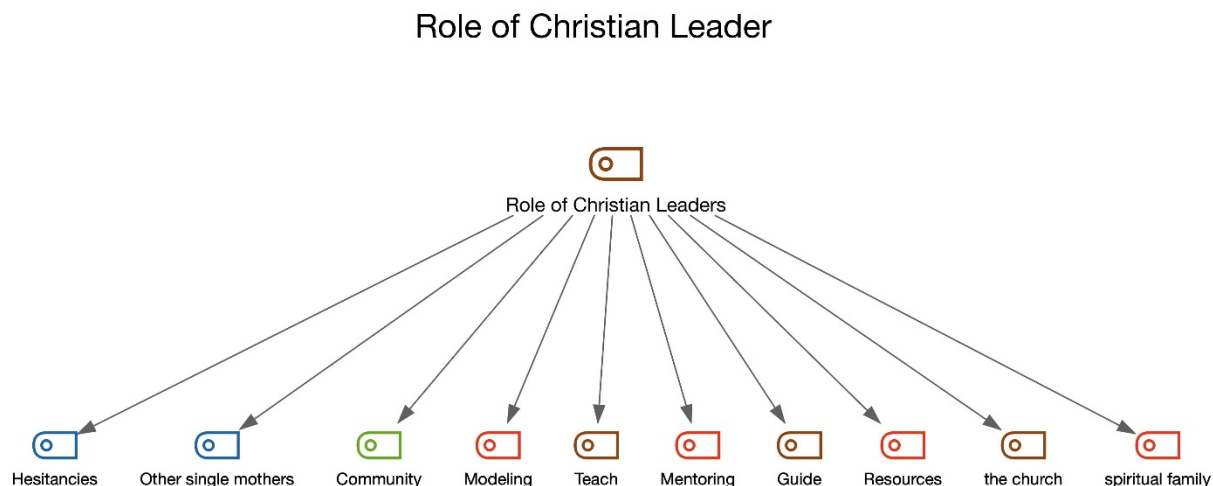 Role of Christian Leader
Role of Christian Leaders
Hesitancies
Other single mothers
Community
Modeling
Teach
Mentoring
Guide
Resources
the church
spiritual family